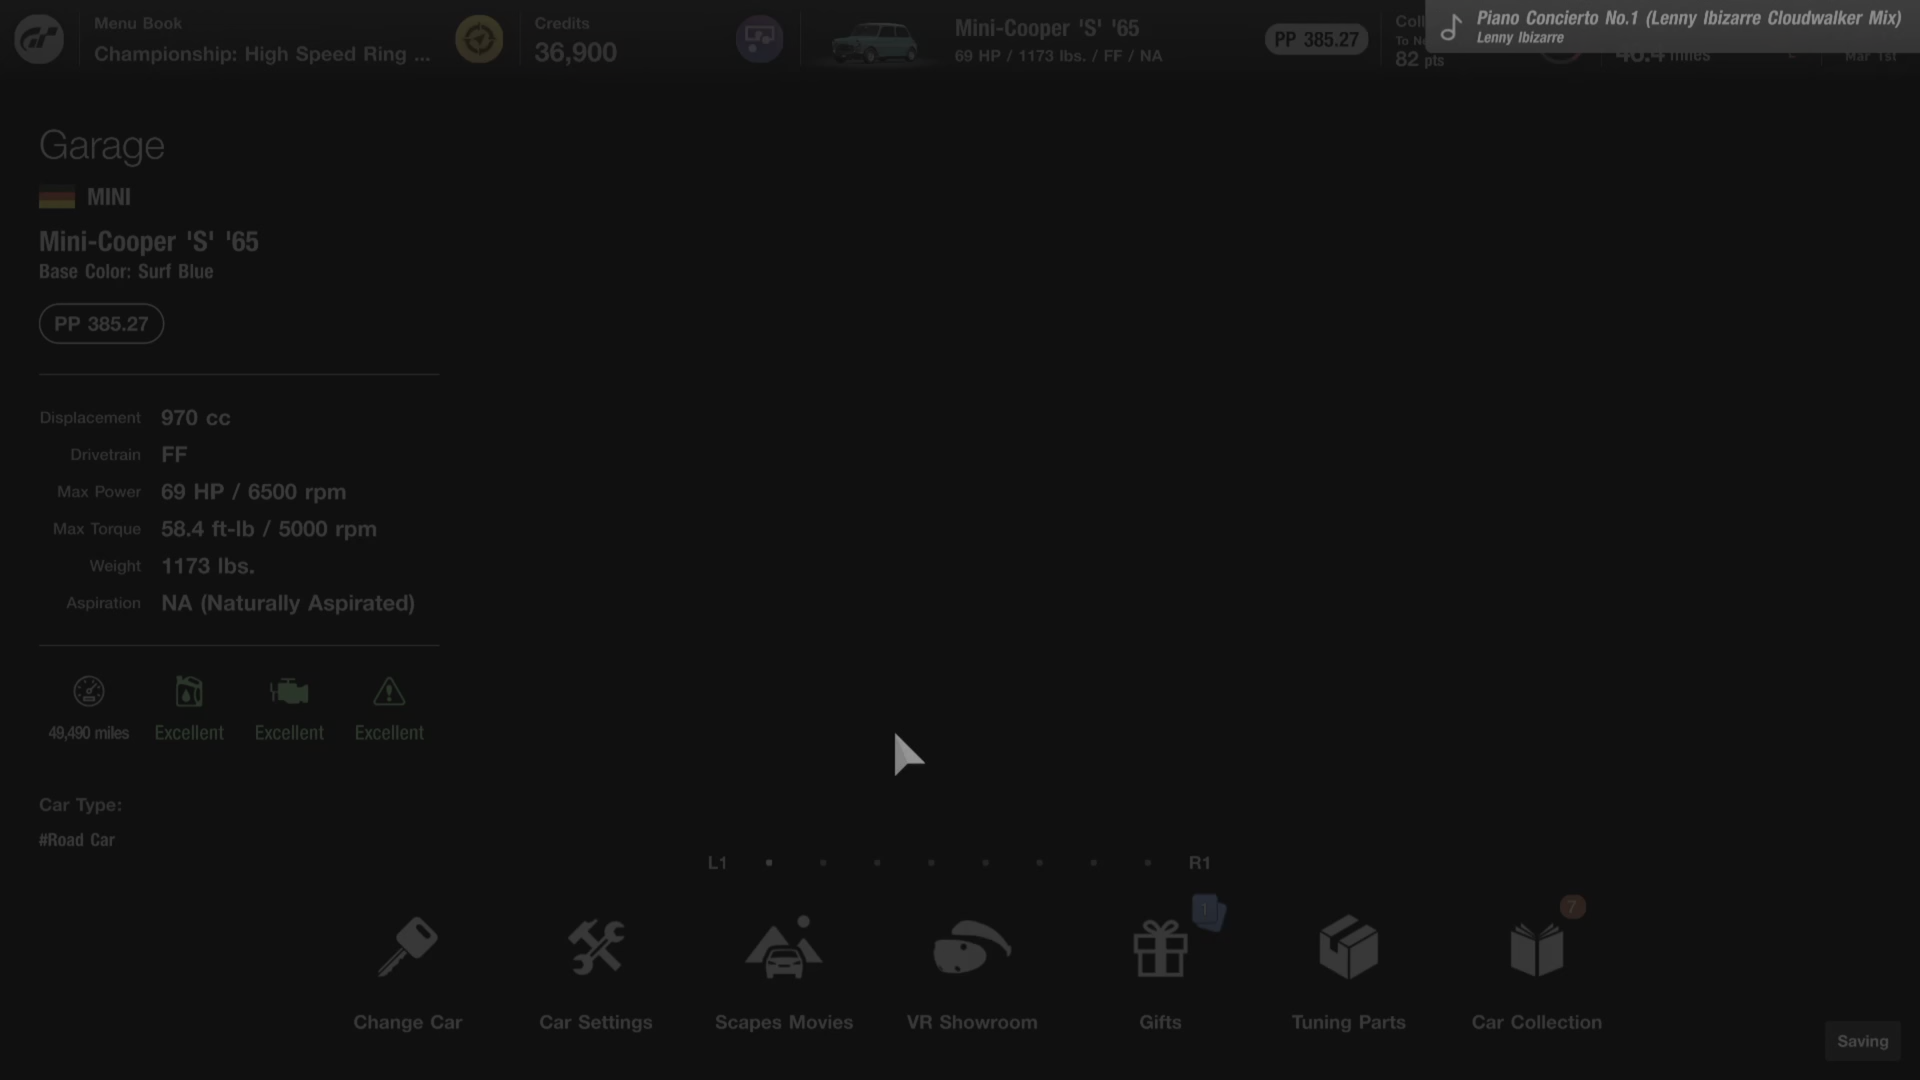 Menu Book
Championship: High Speed Ring ...
Credits
36,900
Mini-Cooper 'S' '65
69 HP / 1173 lbs. / FF / NA
PP 385.27
82 pts
Piano Concierto No.1 (Lenny Ibizarre Cloudwalker Mix)
Lenny Ibizarre
Mar 1st
Garage
MINI
Mini-Cooper 'S' '65
Base Color: Surf Blue
PP 385.27
Displacement 970 cc
Drivetrain FF
Max Power 69 HP / 6500 rpm
Max Torque 58.4 ft-lb / 5000 rpm
Weight 1173 lbs.
Aspiration NA (Naturally Aspirated)
49,490 miles Excellent Excellent Excellent
Car Type:
#Road Car
L1 R1
1 7
Change Car Car Settings Scapes Movies VR Showroom Gifts Tuning Parts Car Collection
Saving